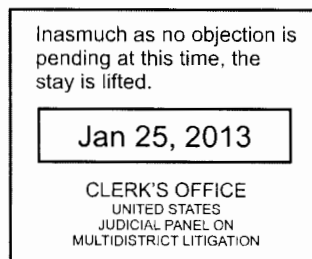 Inasmuch as no objection is
pending at this time, the
stay is lifted.
Jan 25, 2013
CLERK'S OFFICE
UNITED STATES
JUDICIAL PANEL ON
MULTIDISTRICT LITIGATION